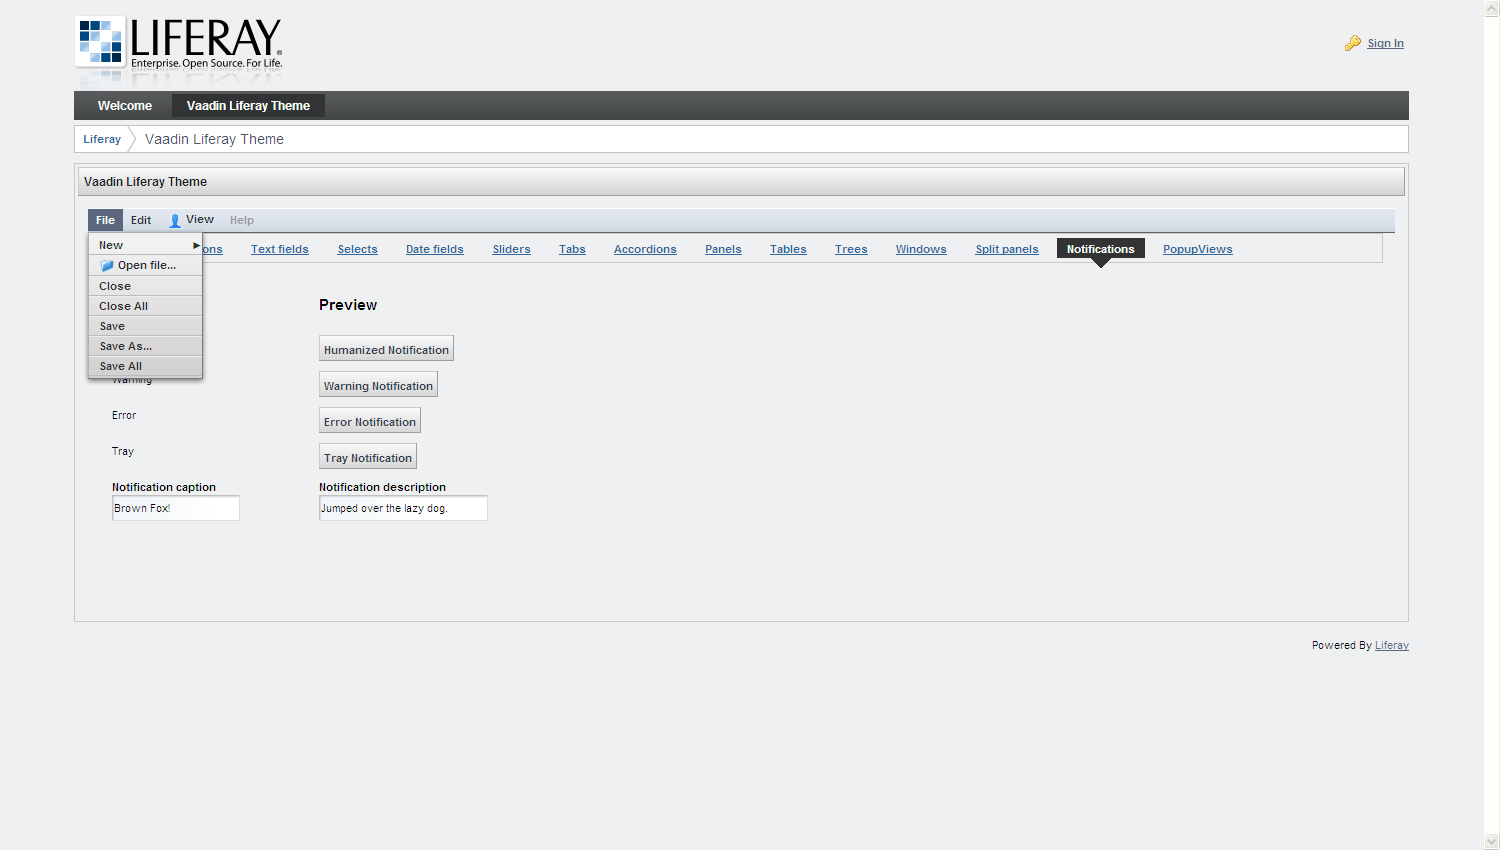 LIFERAY®
Enterprise. Open Source. For Life.
Sign In
Welcome Vaadin Liferay Theme
Liferay Vaadin Liferay Theme
Vaadin Liferay Theme
File Edit View Help
New
Open file...
Close
Close All
Save
Save As...
Save All
ons Text fields Selects Date fields Sliders Tabs Accordions Panels Tables Trees Windows Split panels Notifications PopupViews
Preview
Humanized Notification
Warning Warning Notification
Error Error Notification
Tray Tray Notification
Notification caption Notification description
Brown Fox! Jumped over the lazy dog.
Powered By Liferay